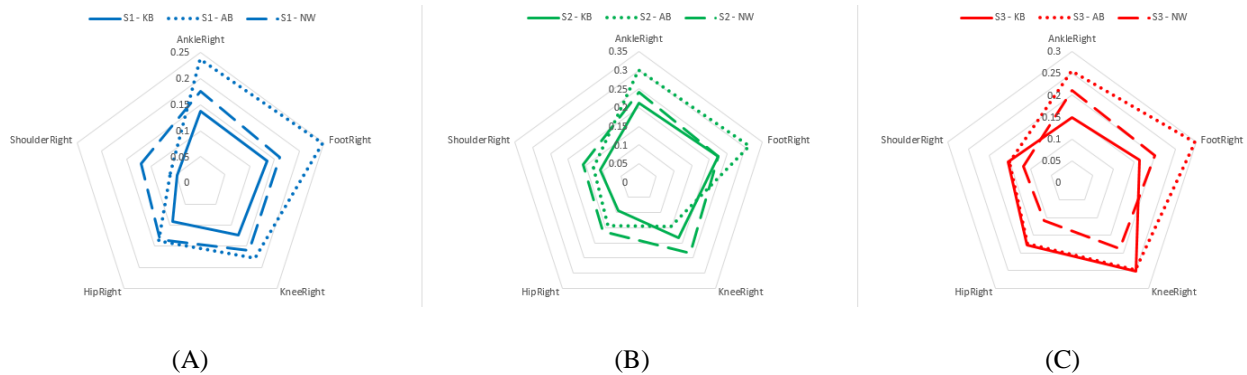 S1 - KB S1 - AB S1 - NW
AnkleRight
0.25
0.2
0.15
0.1
0.05
0
FootRight
KneeRight
HipRight
ShoulderRight
(A)
S2 - KB S2 - AB S2 - NW
AnkleRight
0.35
0.3
0.25
0.2
0.15
0.1
0.05
0
FootRight
KneeRight
HipRight
ShoulderRight
(B)
S3 - KB S3 - AB S3 - NW
AnkleRight
0.3
0.25
0.2
0.15
0.1
0.05
0
FootRight
KneeRight
HipRight
ShoulderRight
(C)